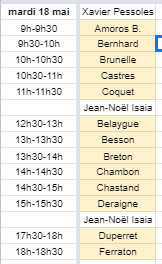 mardi 18 mai Xavier Pessoles
9h-9h30 Amoros B.
9h30-10h Bernhard
10h-10h30 Brunelle
10h30-11h Castres
11h-11h30 Coquet
Jean-Noël Isaia
12h30-13h Belaygue
13h-13h30 Besson
13h30-14h Breton
14h-14h30 Chambon
14h30-15h Chastand
15h-15h30 Deraigne
Jean-Noël Isaia
17h30-18h Duperret
18h-18h30 Ferraton